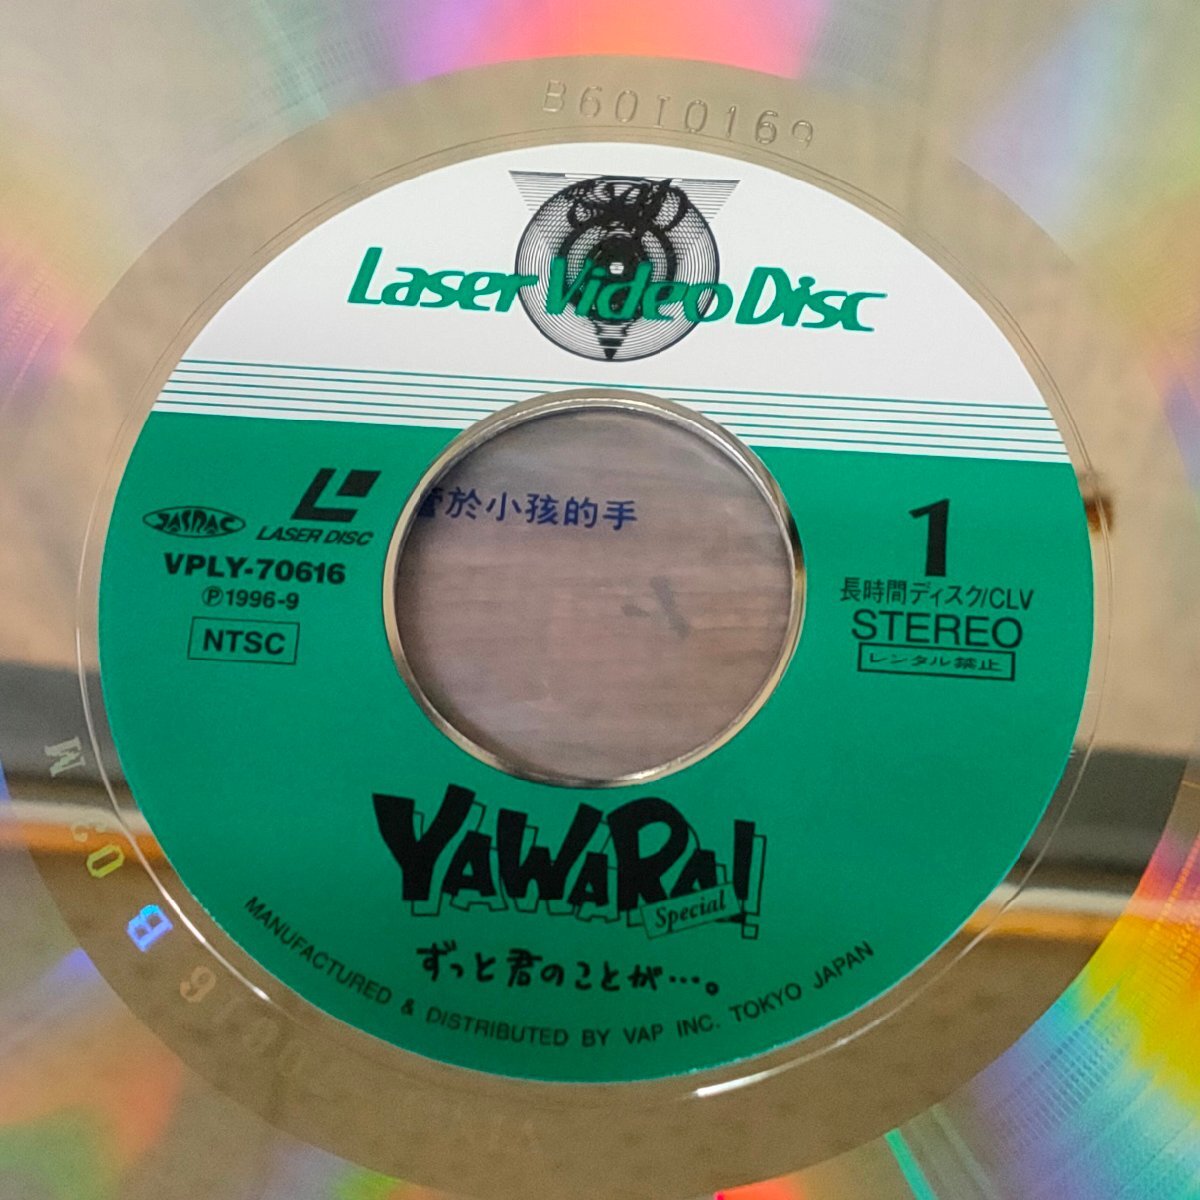 B6010169
Laser Video Disc
於小孩的手
JASRAC
LASER DISC
VPLY-70616
Ⓟ1996-9
NTSC
1
長時間ディスク/CLV
STEREO
レンタル禁止
YAWARA!
Special
ずっと君のことが…。
MANUFACTURED & DISTRIBUTED BY VAP INC. TOKYO JAPAN